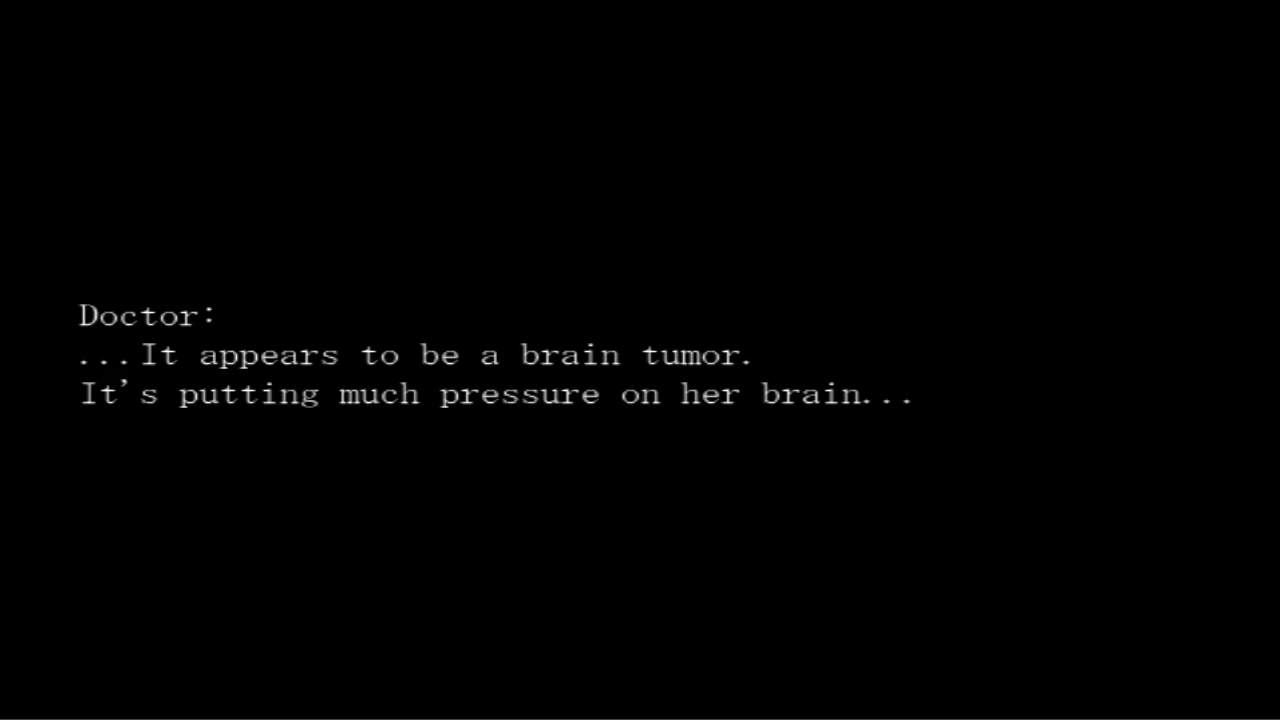 Doctor:
...It appears to be a brain tumor.
It's putting much pressure on her brain...